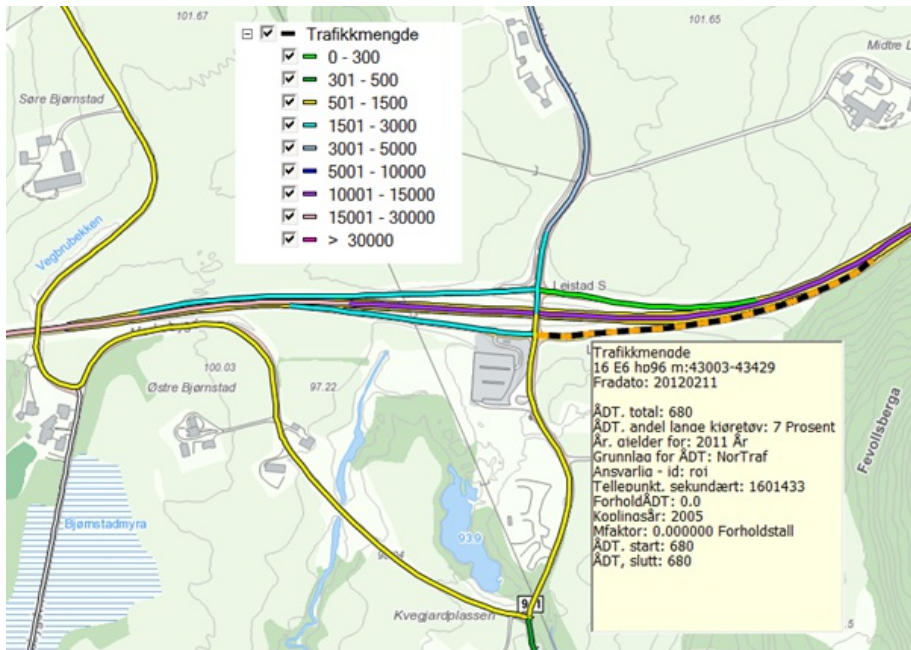 101.67
101.65
Trafikkmengde
0 - 300
301 - 500
501 - 1500
1501 - 3000
3001 - 5000
5001 - 10000
10001 - 15000
15001 - 30000
> 30000
Midtre L
Søre Bjørnstad
Vegbrubekken
Leistad S
100.03
Østre Bjørnstad
97.22
Fevollsberga
Bjørnstadmyra
93.9
Kvegjardplassen
Trafikkmengde
16 E6 hp96 m:43003-43429
Fradato: 20120211
ÅDT. total: 680
ÅDT. andel lange kjøretøy: 7 Prosent
År. gjelder for: 2011 År
Grunnlag for ÅDT: NorTraf
Ansvarlig - id: roj
Tellepunkt. sekundært: 1601433
ForholdÅDT: 0.0
Koplingsår: 2005
Mfaktor: 0.000000 Forholdstall
ÅDT. start: 680
ÅDT, slutt: 680